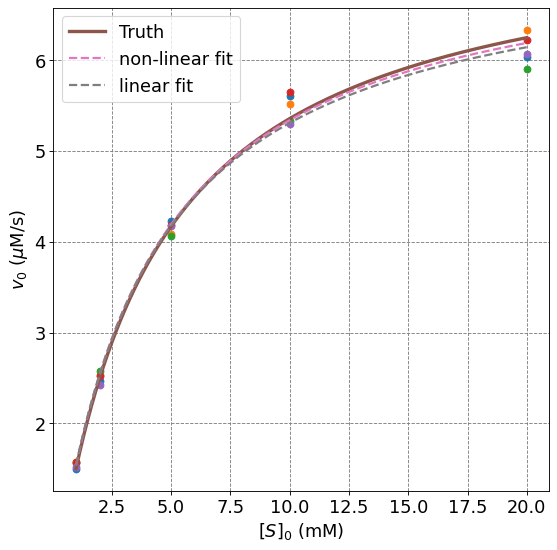 Truth
non-linear fit
linear fit
6
5
4
3
2
v₀ (μM/s)
2.5 5.0 7.5 10.0 12.5 15.0 17.5 20.0
[S]₀ (mM)